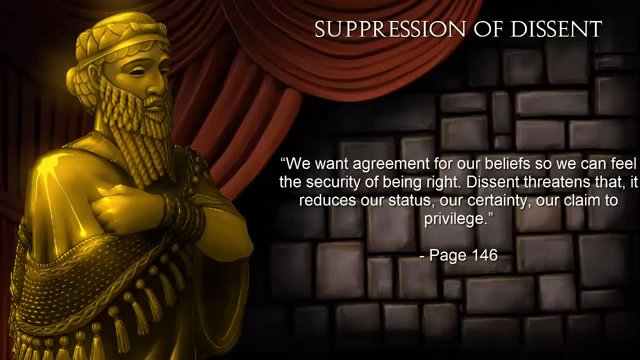 SUPPRESSION OF DISSENT
“We want agreement for our beliefs so we can feel
the security of being right. Dissent threatens that, it
reduces our status, our certainty, our claim to
privilege.”
- Page 146